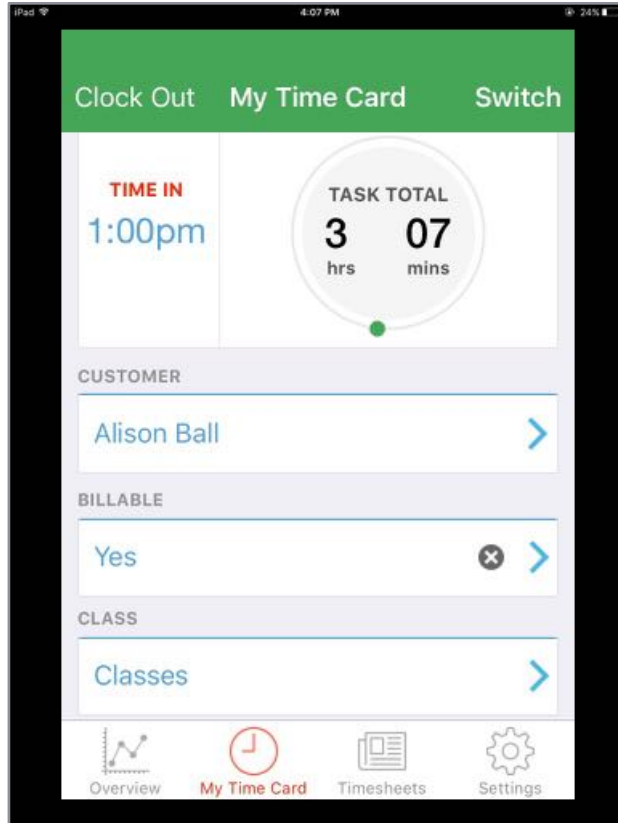 iPad 4:07 PM 24%
Clock Out My Time Card Switch
TIME IN
1:00pm
TASK TOTAL
3 07
hrs mins
CUSTOMER
Alison Ball
BILLABLE
Yes
CLASS
Classes
Overview My Time Card Timesheets Settings